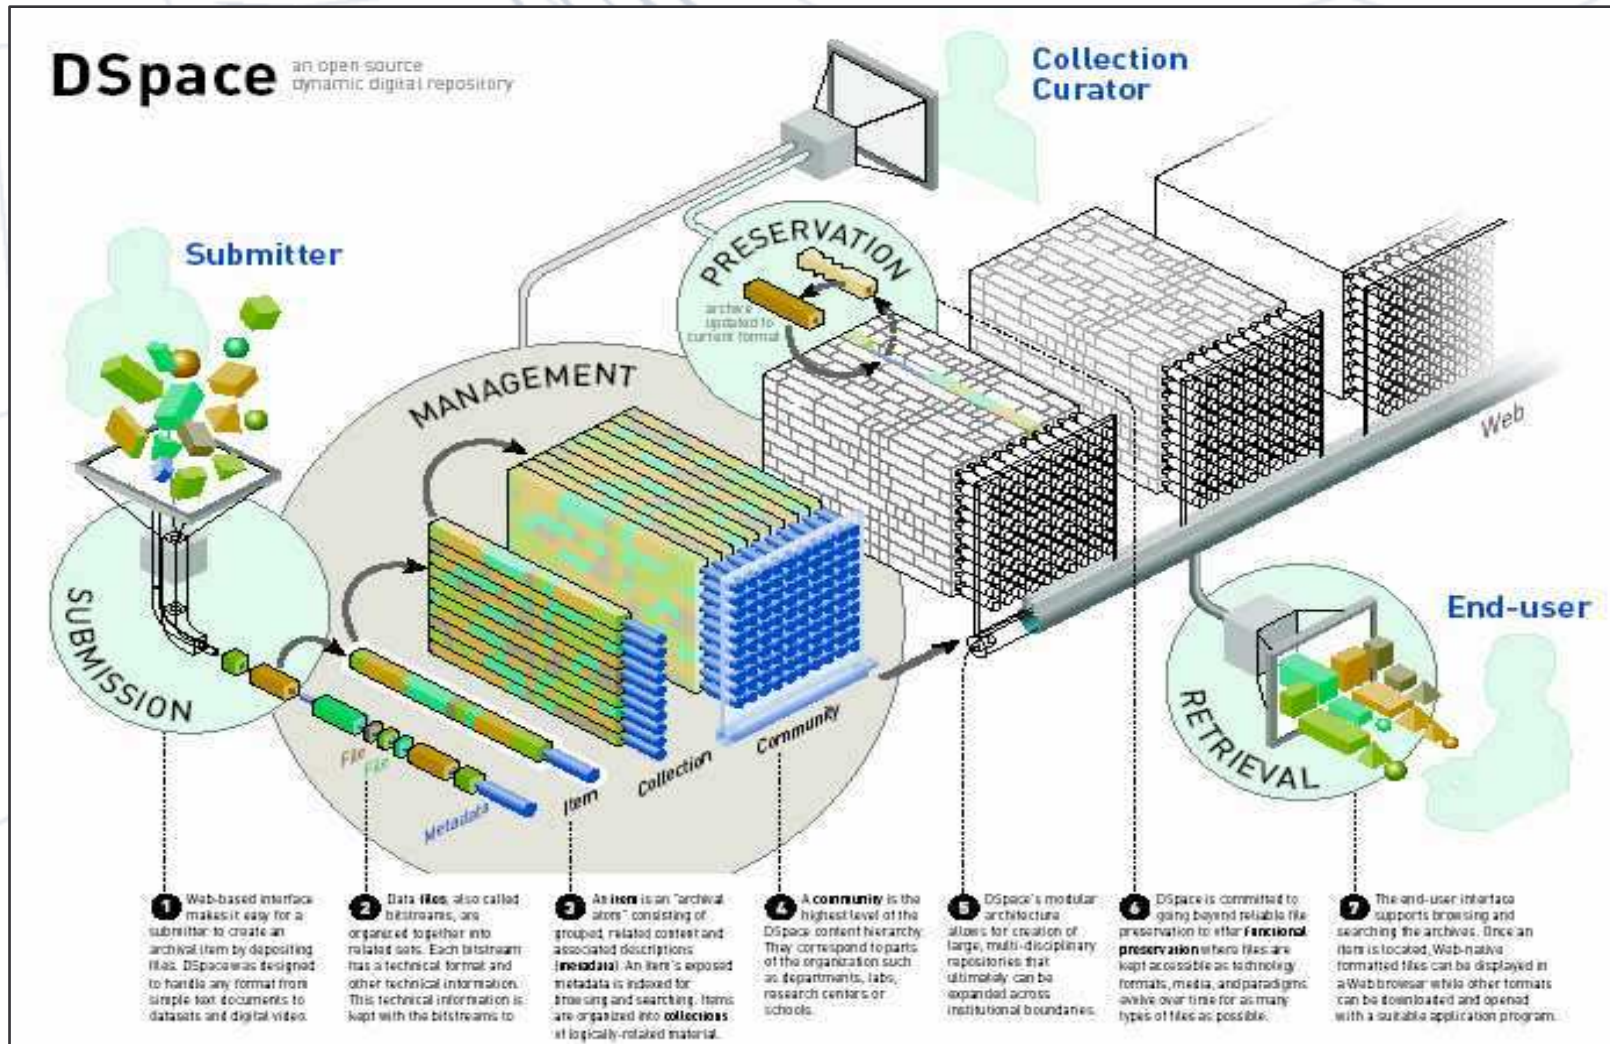 DSpace
an open source
dynamic digital repository
Collection
Curator
Submitter
PRESERVATION
archive
updated to
current format
MANAGEMENT
Web
SUBMISSION
End-user
RETRIEVAL
File
File
Metadata
Item
Collection
Community
1 Web-based interface
makes it easy for a
submitter to create an
archival item by depositing
files. DSpace was designed
to handle any format from
simple text documents to
datasets and digital video.
2 Data files, also called
bitstreams, are
organized together into
related sets. Each bitstream
has a technical format and
other technical information.
This technical information is
kept with the bitstreams to
3 An item is an "archival
atom" consisting of
grouped, related content and
associated descriptions
(metadata). An item's exposed
metadata is indexed for
browsing and searching. Items
are organized into collections
of logically-related material.
4 A community is the
highest level of the
DSpace content hierarchy.
They correspond to parts
of the organization such
as departments, labs,
research centers or
schools.
5 DSpace's modular
architecture
allows for creation of
large, multi-disciplinary
repositories that
ultimately can be
expanded across
institutional boundaries.
6 DSpace is committed to
going beyond reliable file
preservation to offer functional
preservation where files are
kept accessible as technology
formats, media, and paradigms
evolve over time for as many
types of files as possible.
7 The end-user interface
supports browsing and
searching the archives. Once an
item is located, Web-native
formatted files can be displayed in
a Web browser while other formats
can be downloaded and opened
with a suitable application program.